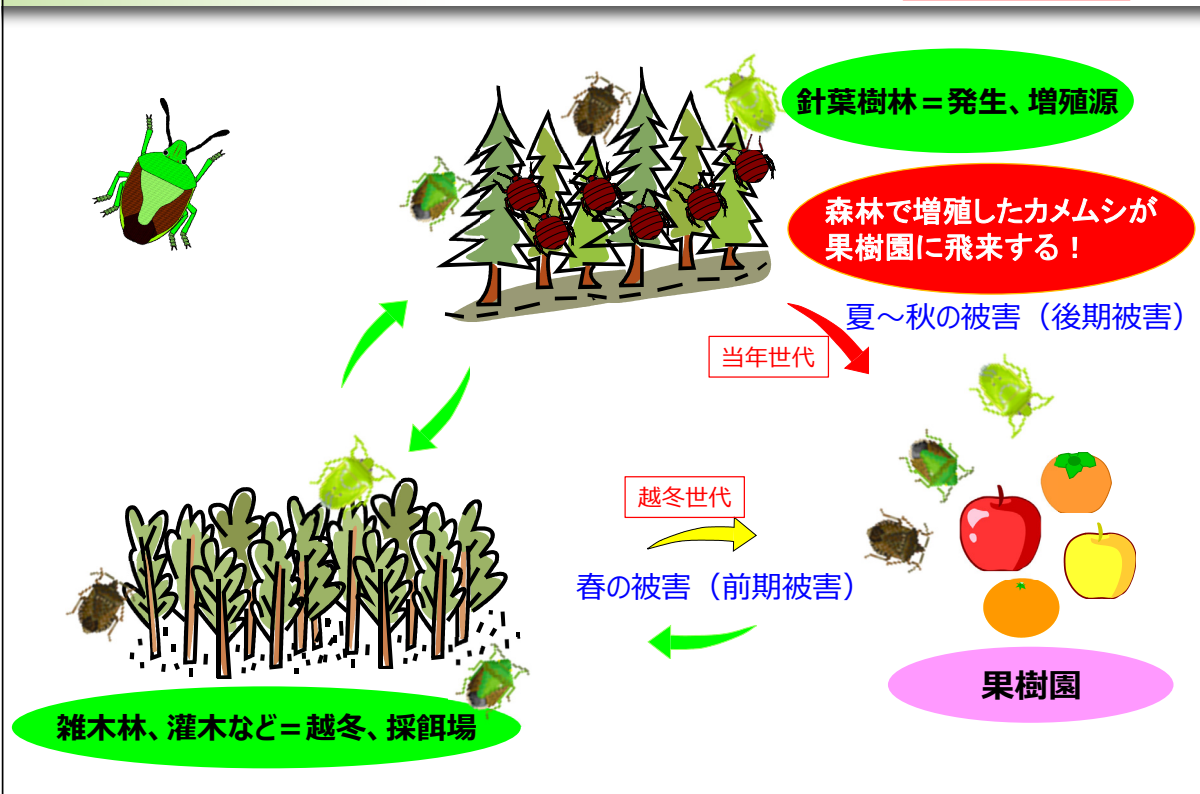 針葉樹林＝発生、増殖源
森林で増殖したカメムシが
果樹園に飛来する！
夏～秋の被害（後期被害）
当年世代
越冬世代
春の被害（前期被害）
果樹園
雑木林、灌木など＝越冬、採餌場